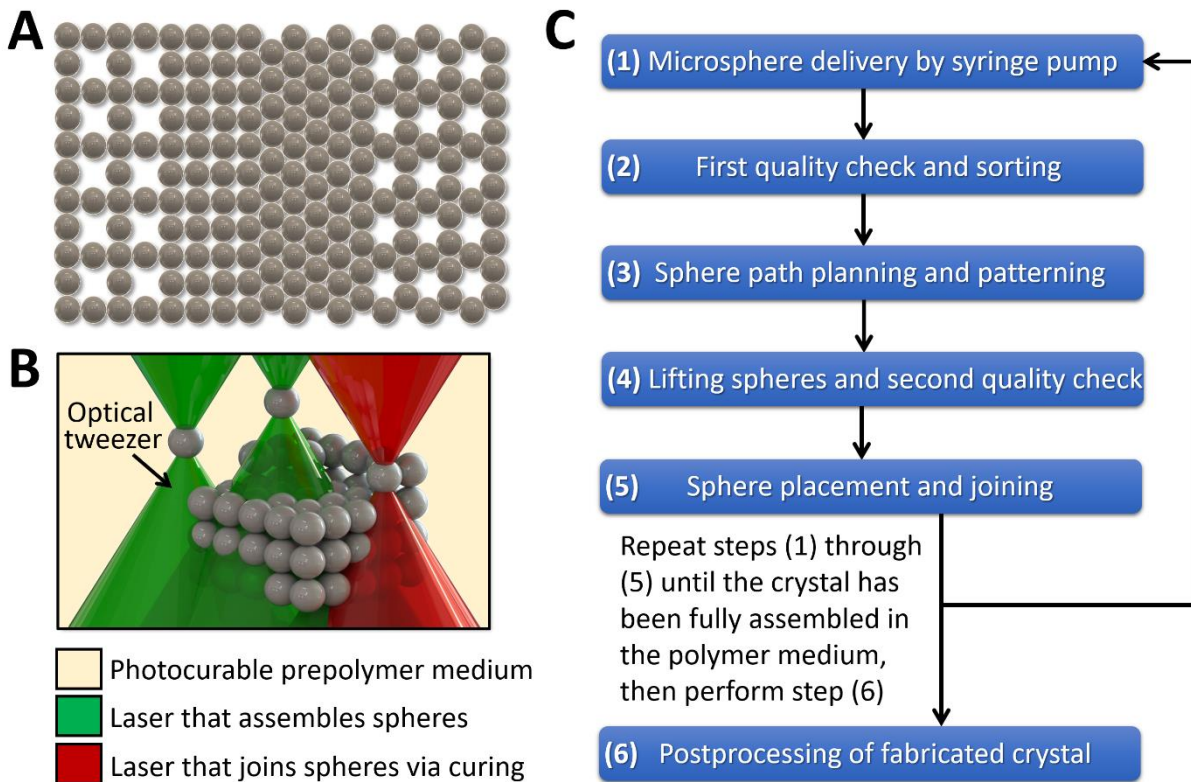 A
B
Optical
tweezer
Photocurable prepolymer medium
Laser that assembles spheres
Laser that joins spheres via curing
C
(1) Microsphere delivery by syringe pump
(2) First quality check and sorting
(3) Sphere path planning and patterning
(4) Lifting spheres and second quality check
(5) Sphere placement and joining
Repeat steps (1) through
(5) until the crystal has
been fully assembled in
the polymer medium,
then perform step (6)
(6) Postprocessing of fabricated crystal